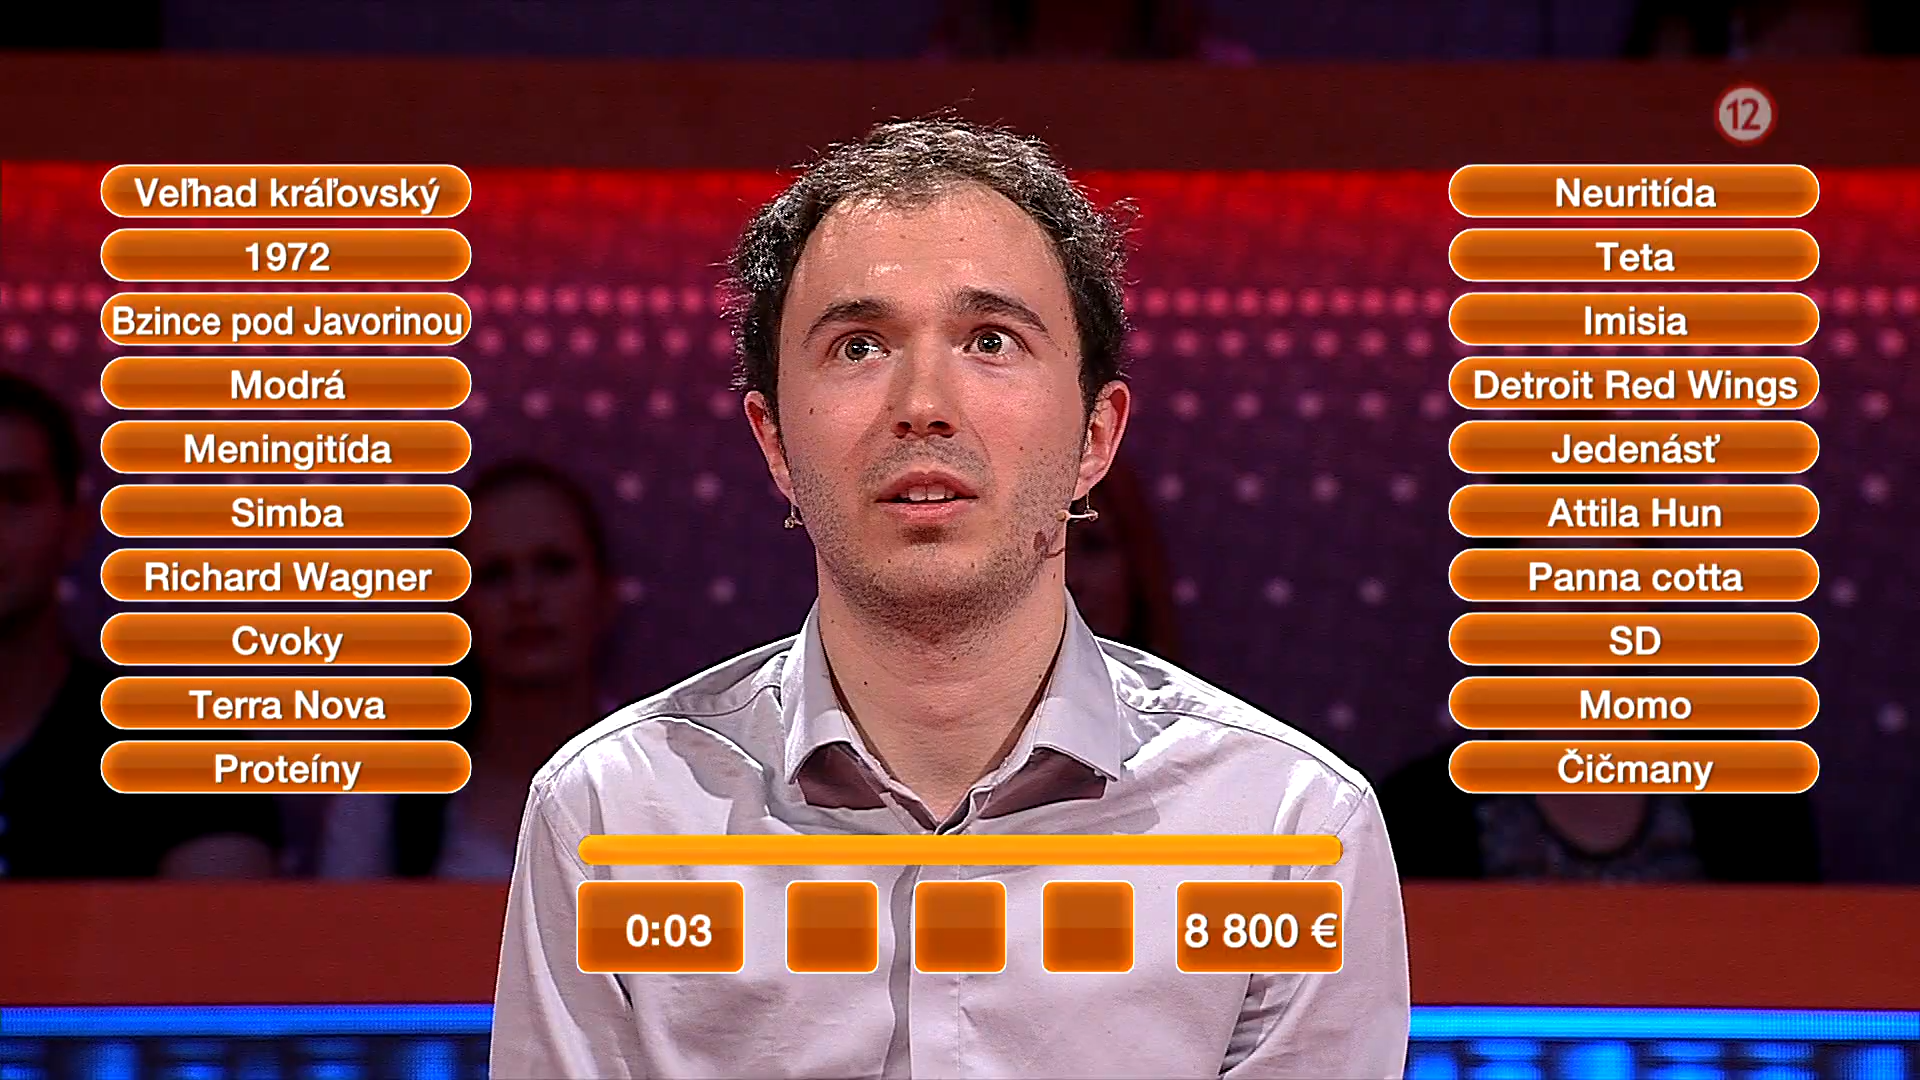 12
Veľhad kráľovský
1972
Bzince pod Javorinou
Modrá
Meningitída
Simba
Richard Wagner
Cvoky
Terra Nova
Proteíny
Neuritída
Teta
Imisia
Detroit Red Wings
Jedenásť
Attila Hun
Panna cotta
SD
Momo
Čičmany
0:03
8 800 €